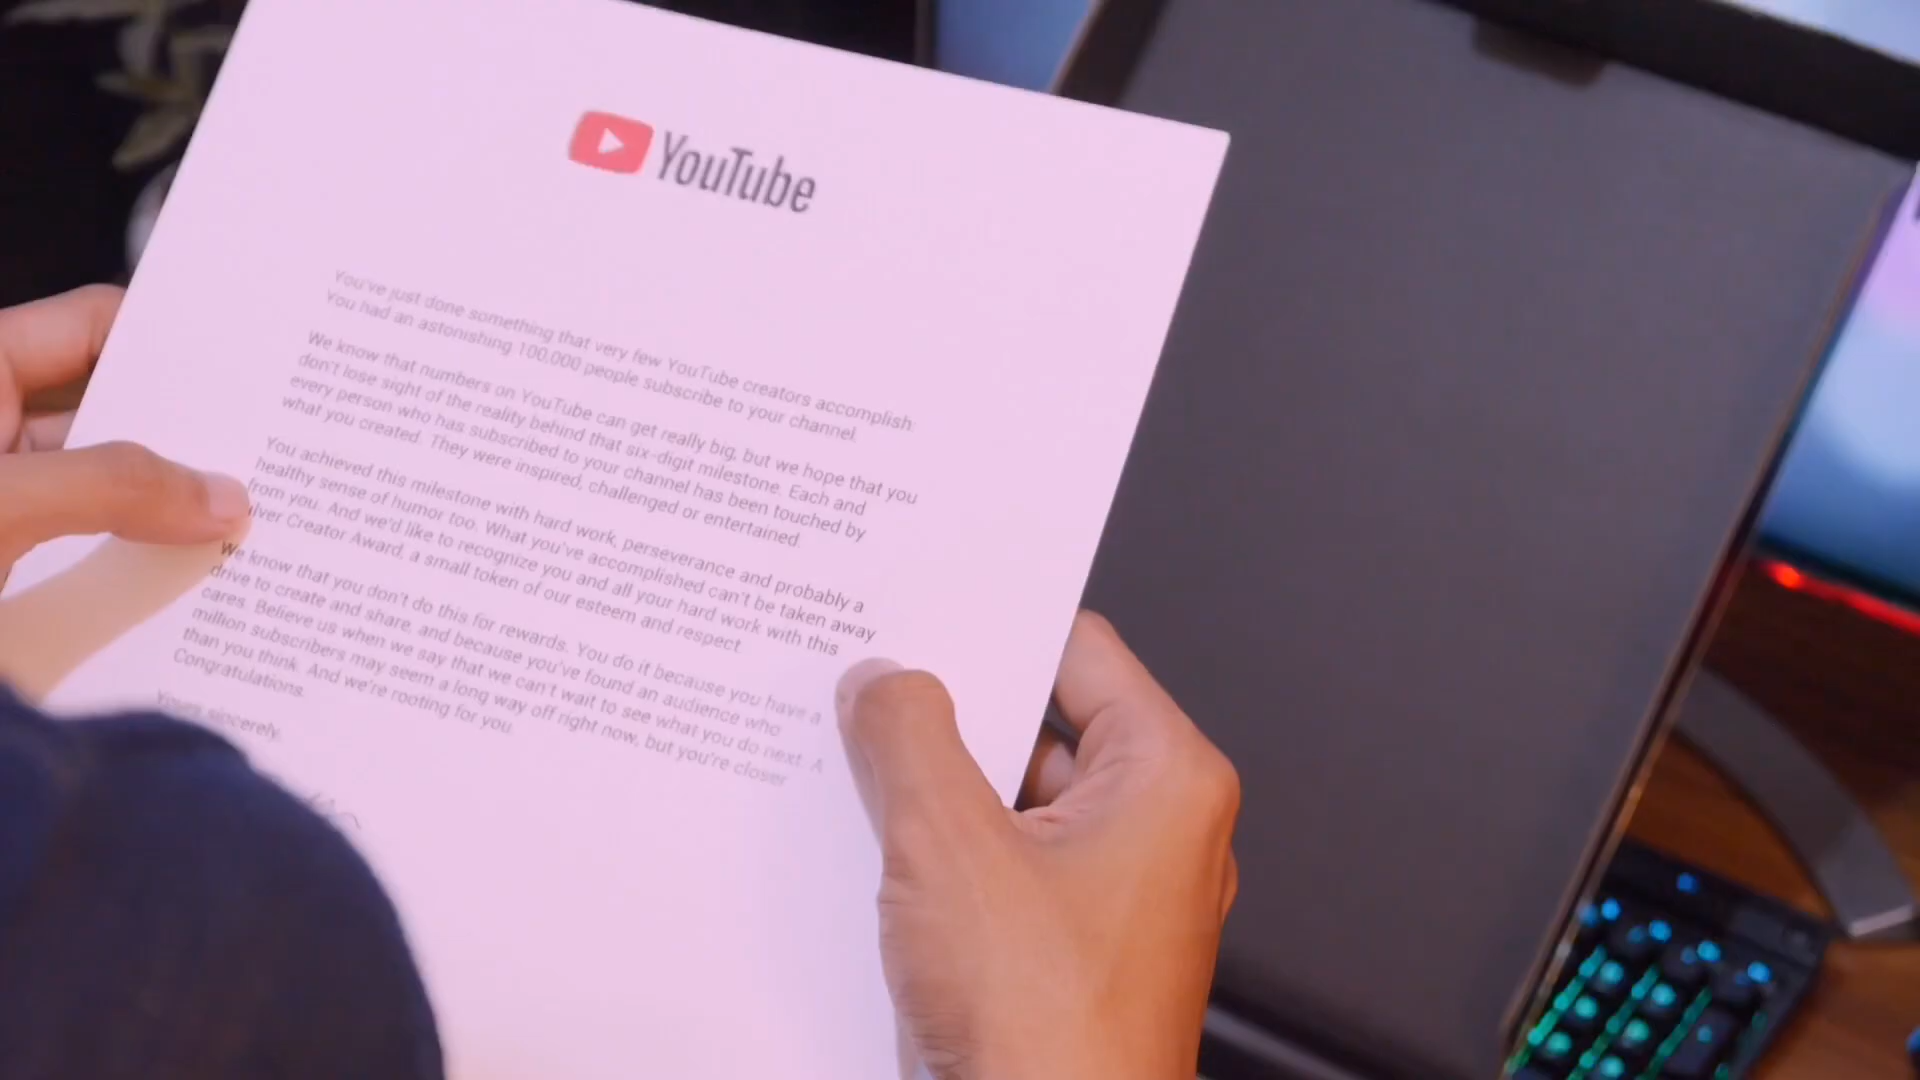 YouTube
You've just done something that very few YouTube creators accomplish:
You had an astonishing 100,000 people subscribe to your channel.
We know that numbers on YouTube can get really big, but we hope that you
don't lose sight of the reality behind that six-digit milestone. Each and
every person who has subscribed to your channel has been touched by
what you created. They were inspired, challenged or entertained.
You achieved this milestone with hard work, perseverance and probably a
healthy sense of humor too. What you've accomplished can't be taken away
from you. And we'd like to recognize you and all your hard work with this
ilver Creator Award, a small token of our esteem and respect.
We know that you don't do this for rewards. You do it because you have a
drive to create and share, and because you've found an audience who
cares. Believe us when we say that we can't wait to see what you do next. A
million subscribers may seem a long way off right now, but you're closer
than you think. And we're rooting for you.
Congratulations.
Yours sincerely,